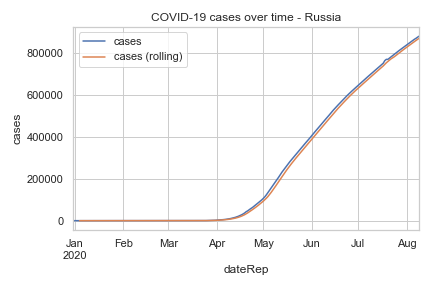 COVID-19 cases over time - Russia
cases
cases (rolling)
800000
600000
400000
200000
0
cases
Jan Feb Mar Apr May Jun Jul Aug
2020
dateRep